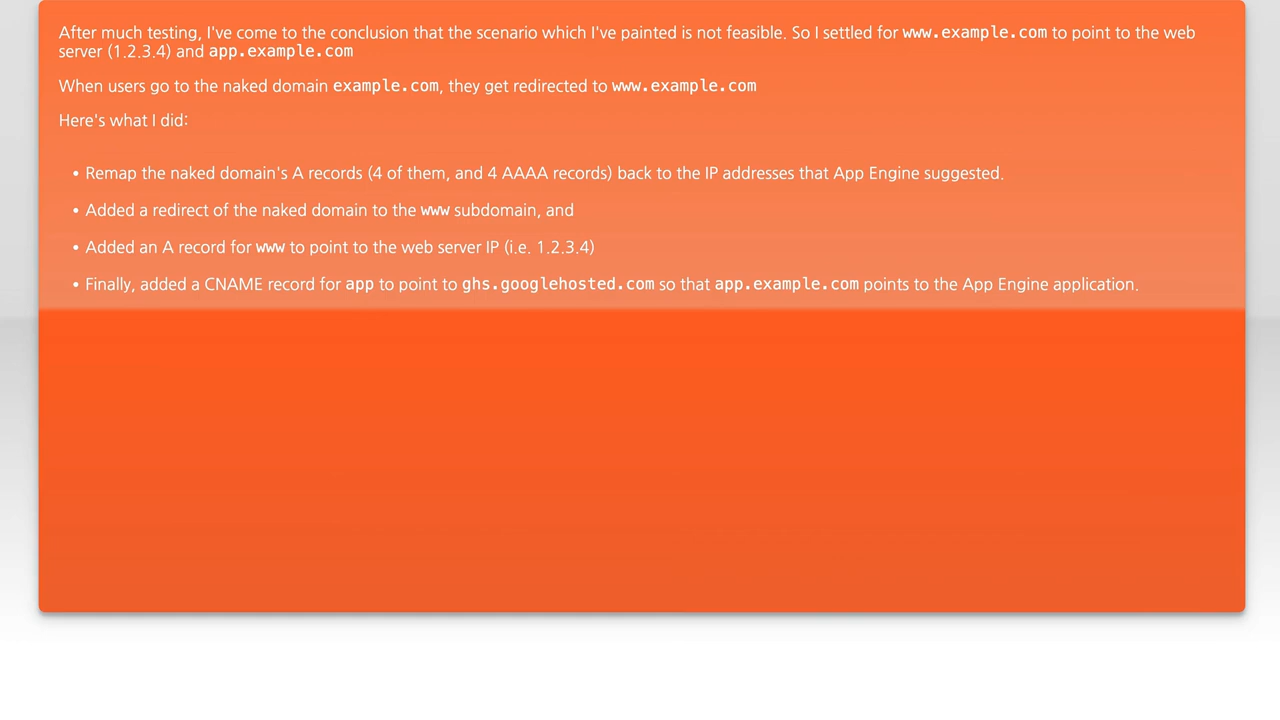 After much testing, I've come to the conclusion that the scenario which I've painted is not feasible. So I settled for www.example.com to point to the web
server (1.2.3.4) and app.example.com
When users go to the naked domain example.com, they get redirected to www.example.com
Here's what I did:
• Remap the naked domain's A records (4 of them, and 4 AAAA records) back to the IP addresses that App Engine suggested.
• Added a redirect of the naked domain to the www subdomain, and
• Added an A record for www to point to the web server IP (i.e. 1.2.3.4)
• Finally, added a CNAME record for app to point to ghs.googlehosted.com so that app.example.com points to the App Engine application.